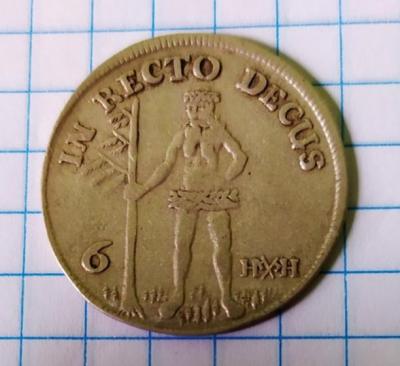 IN RECTO DECUS
6
HXH